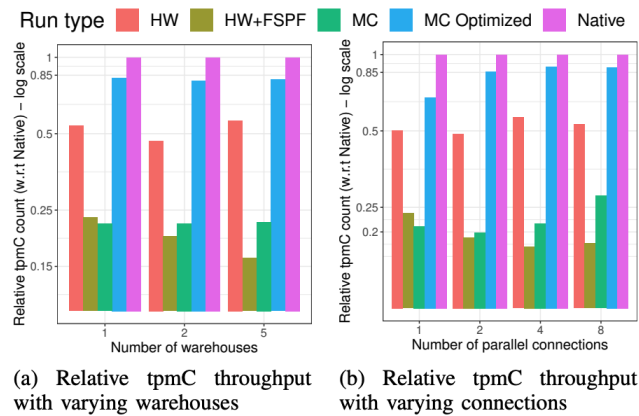 Run type HW HW+FSPF MC MC Optimized Native
Relative tpmC count (w.r.t Native) – log scale
1
0.85
0.5
0.25
0.15
1 2 5
Number of warehouses
(a) Relative tpmC throughput
with varying warehouses
Relative tpmC count (w.r.t Native) – log scale
1
0.85
0.5
0.25
0.2
1 2 4 8
Number of parallel connections
(b) Relative tpmC throughput
with varying connections